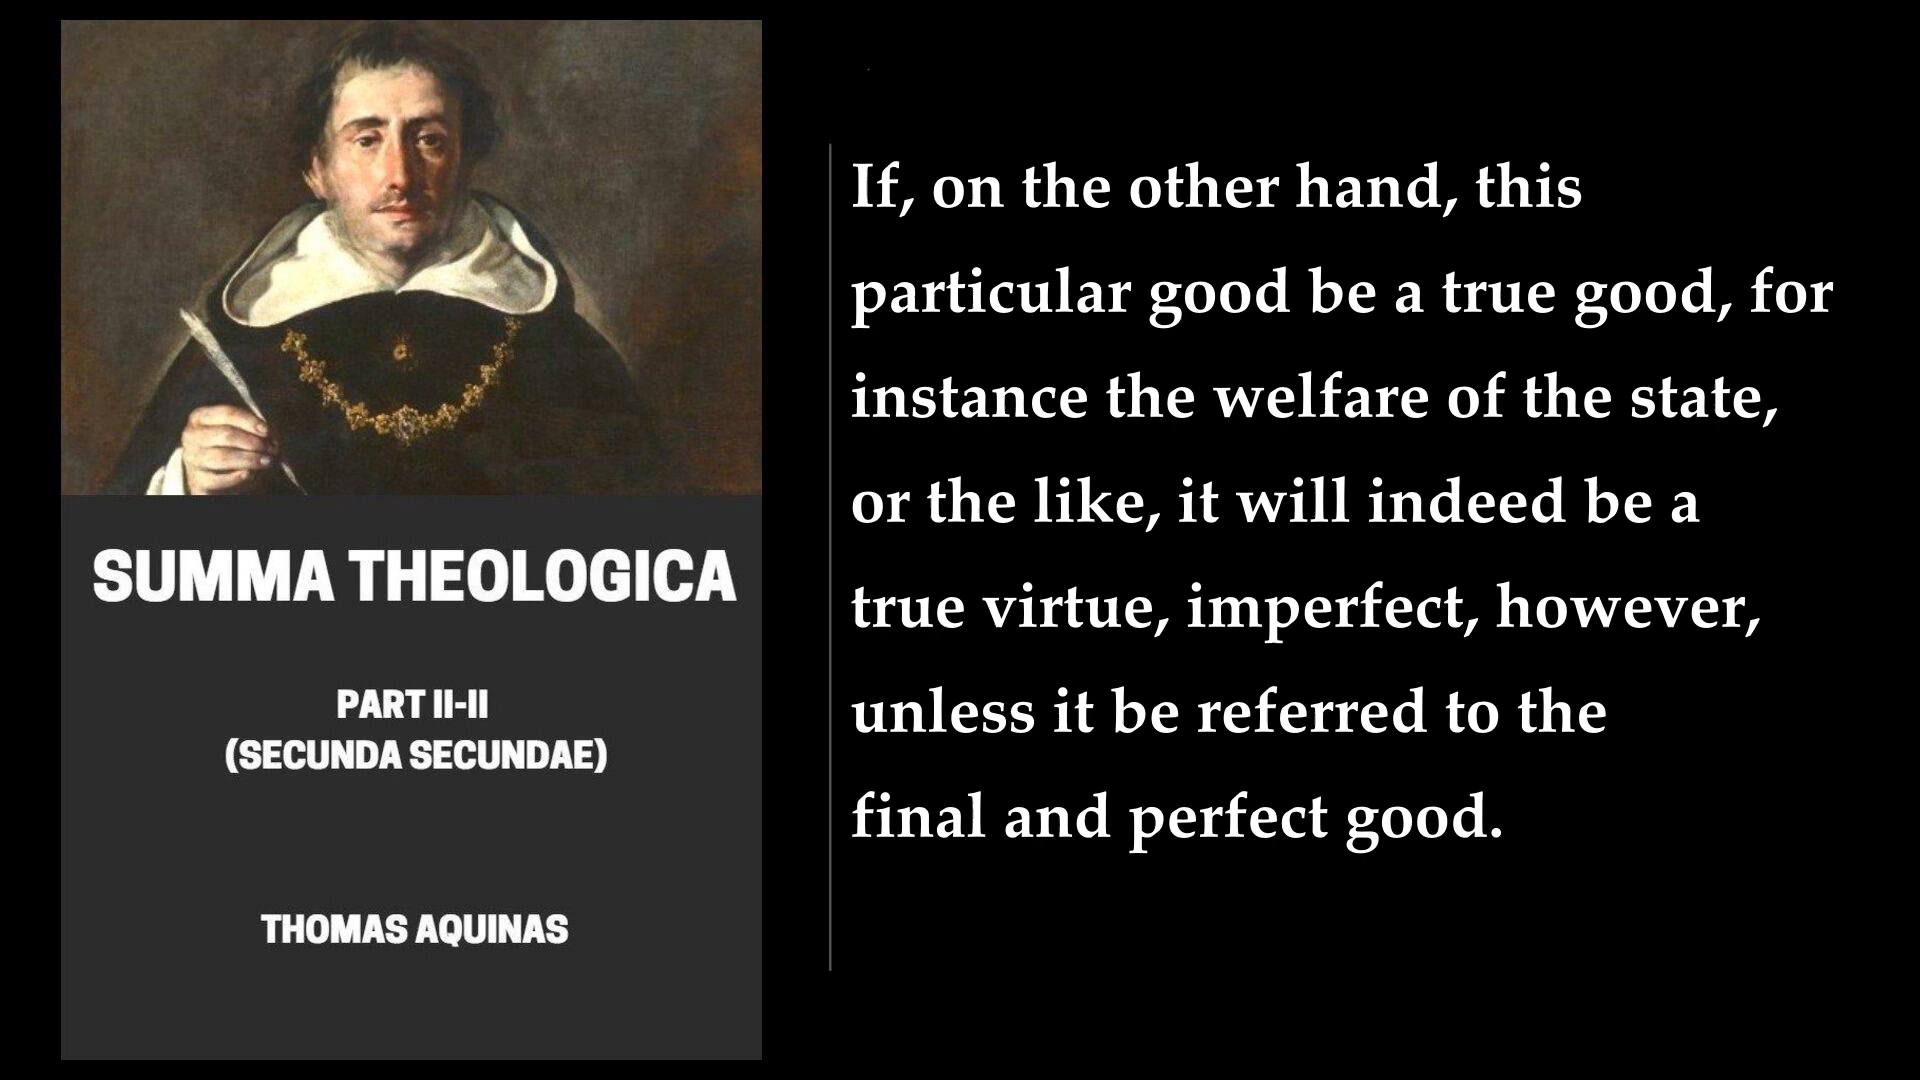 SUMMA THEOLOGICA
PART II-II
(SECUNDA SECUNDAE)
THOMAS AQUINAS
If, on the other hand, this
particular good be a true good, for
instance the welfare of the state,
or the like, it will indeed be a
true virtue, imperfect, however,
unless it be referred to the
final and perfect good.